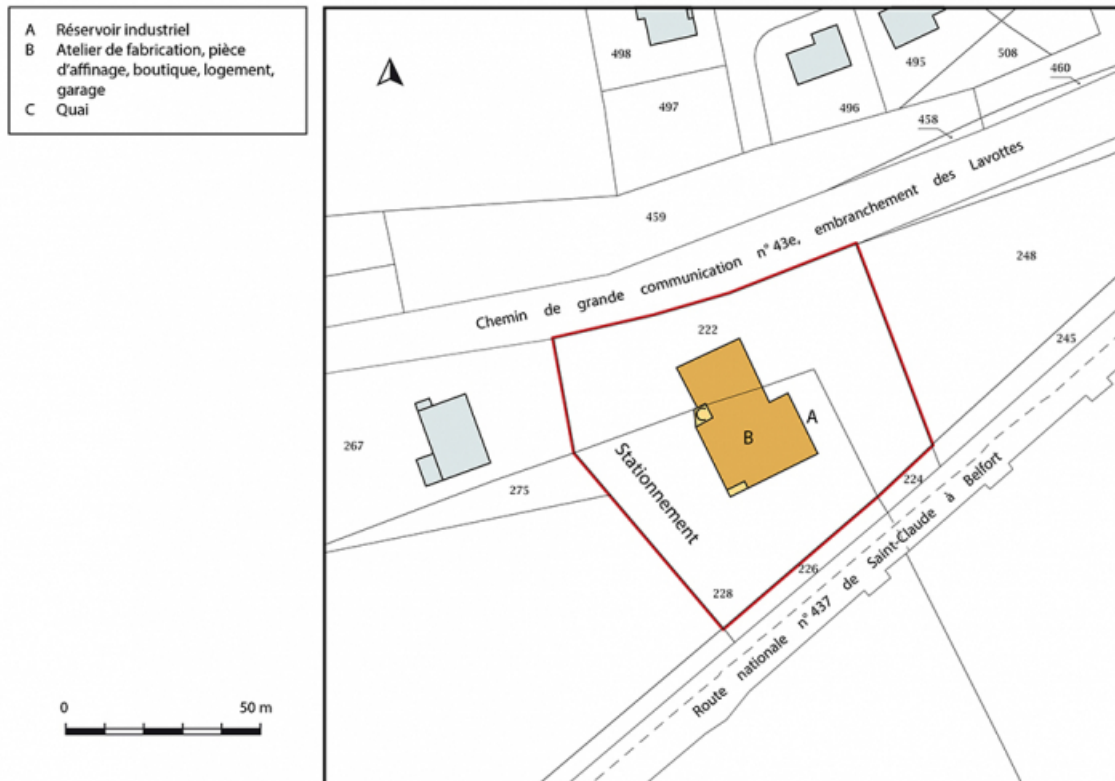 A Réservoir industriel
B Atelier de fabrication, pièce
d'affinage, boutique, logement,
garage
C Quai
0 50 m
498
497
496
495
508
460
458
459
Chemin de grande communication n° 43e, embranchement des Lavottes
248
222
245
267
A
B
C
Stationnement
275
224
226
228
Route nationale n° 437 de Saint-Claude à Belfort